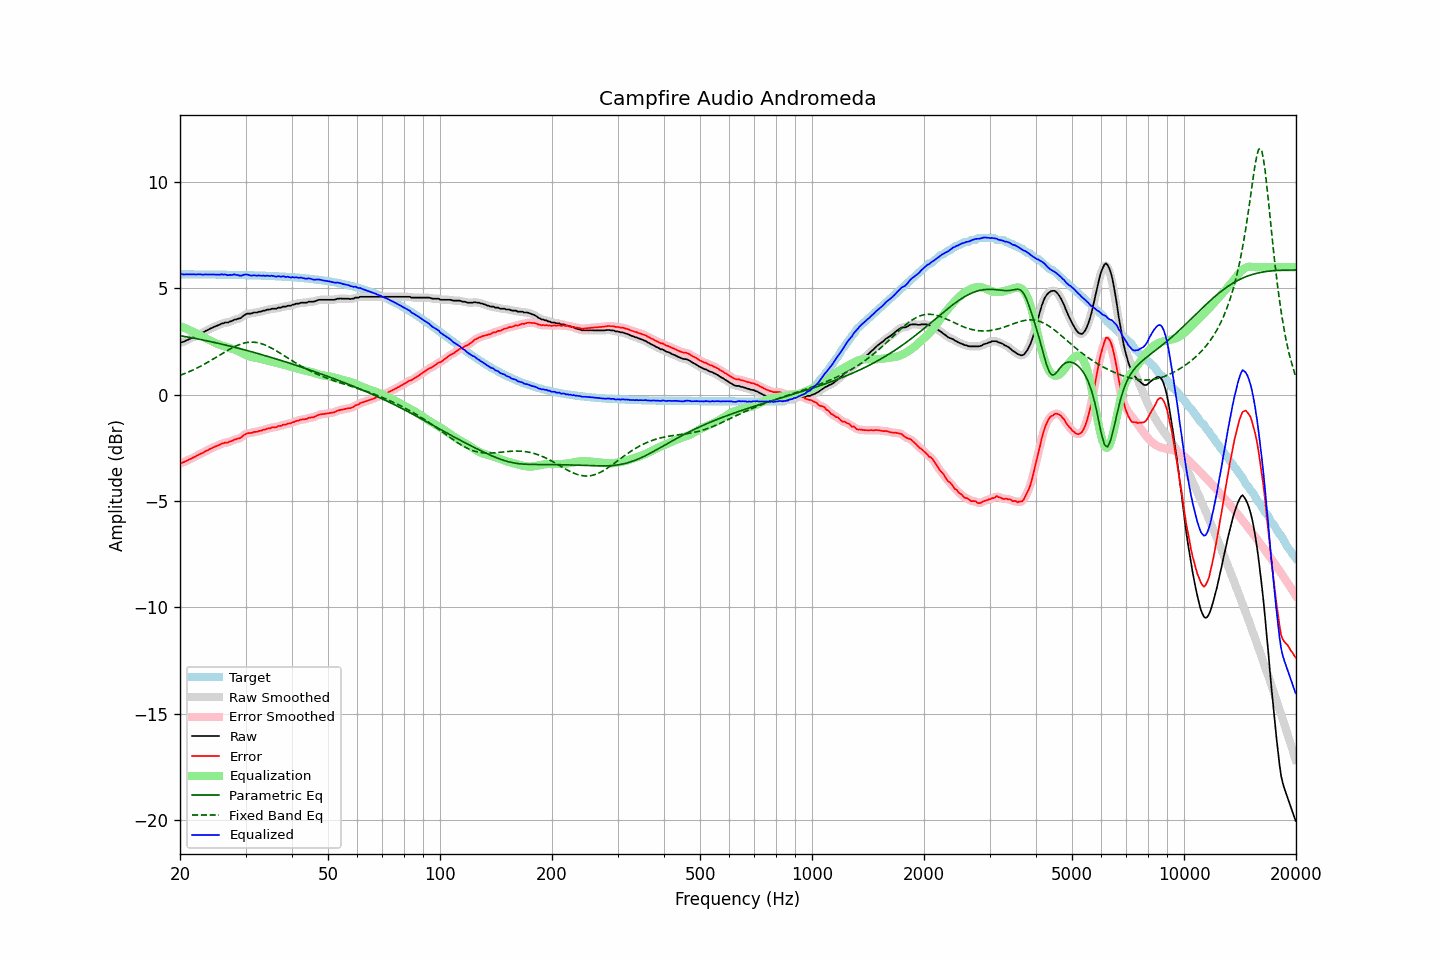 Campfire Audio Andromeda
Amplitude (dBr)
10
5
0
−5
−10
−15
−20
Target
Raw Smoothed
Error Smoothed
Raw
Error
Equalization
Parametric Eq
Fixed Band Eq
Equalized
20 50 100 200 500 1000 2000 5000 10000 20000
Frequency (Hz)